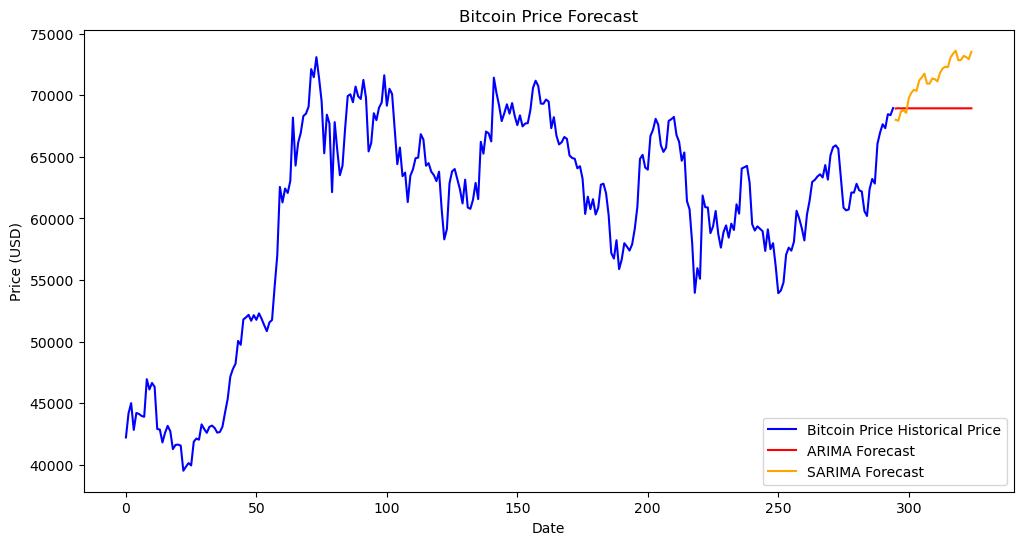 Bitcoin Price Forecast
75000
70000
65000
60000
55000
50000
45000
40000
Price (USD)
0 50 100 150 200 250 300
Date
Bitcoin Price Historical Price
ARIMA Forecast
SARIMA Forecast